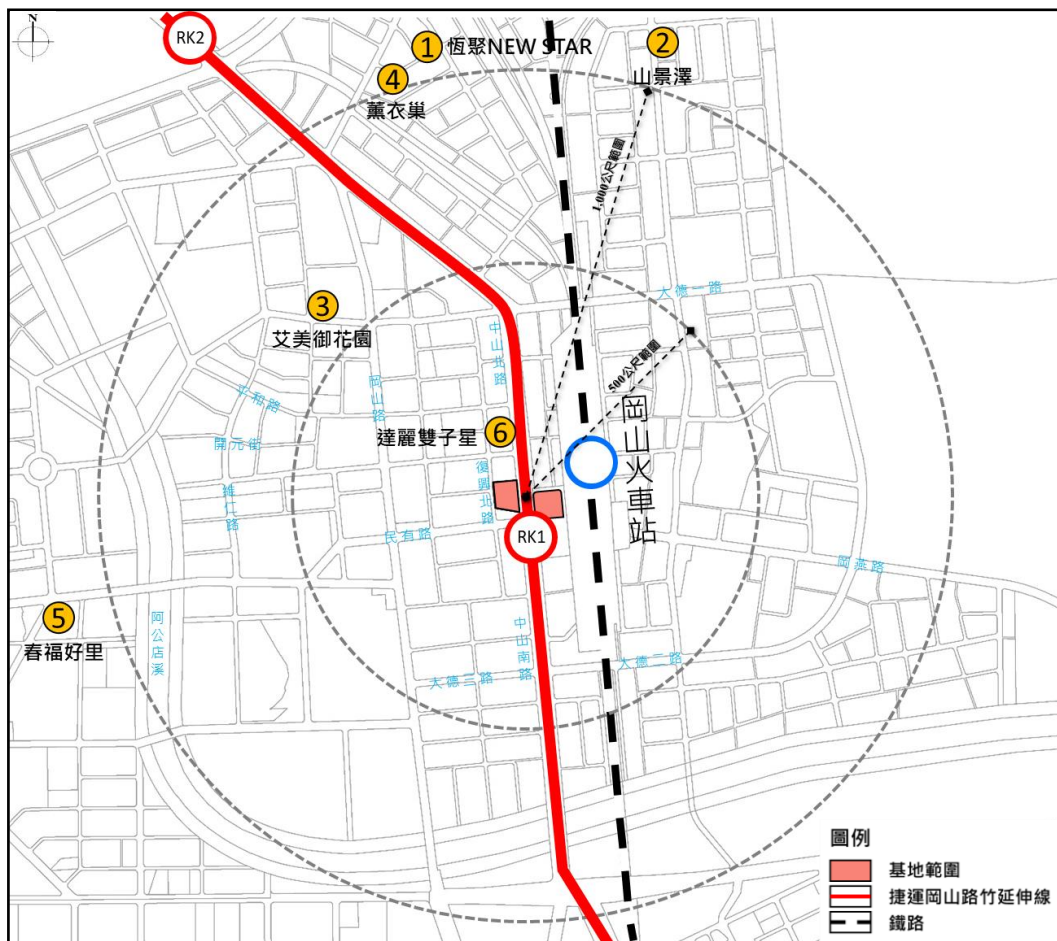 N
RK2
1 恆聚NEW STAR
2
山景澤
4
薰衣巢
1,000公尺範圍
大德一路
3
艾美御花園
中山北路
500公尺範圍
岡山路
平和路
岡山火車站
6
達麗雙子星
開元街
復興北路
維仁路
民有路
RK1
岡燕路
5
春福好里
阿公店溪
中山南路
大德二路
大德三路
圖例
基地範圍
捷運岡山路竹延伸線
鐵路